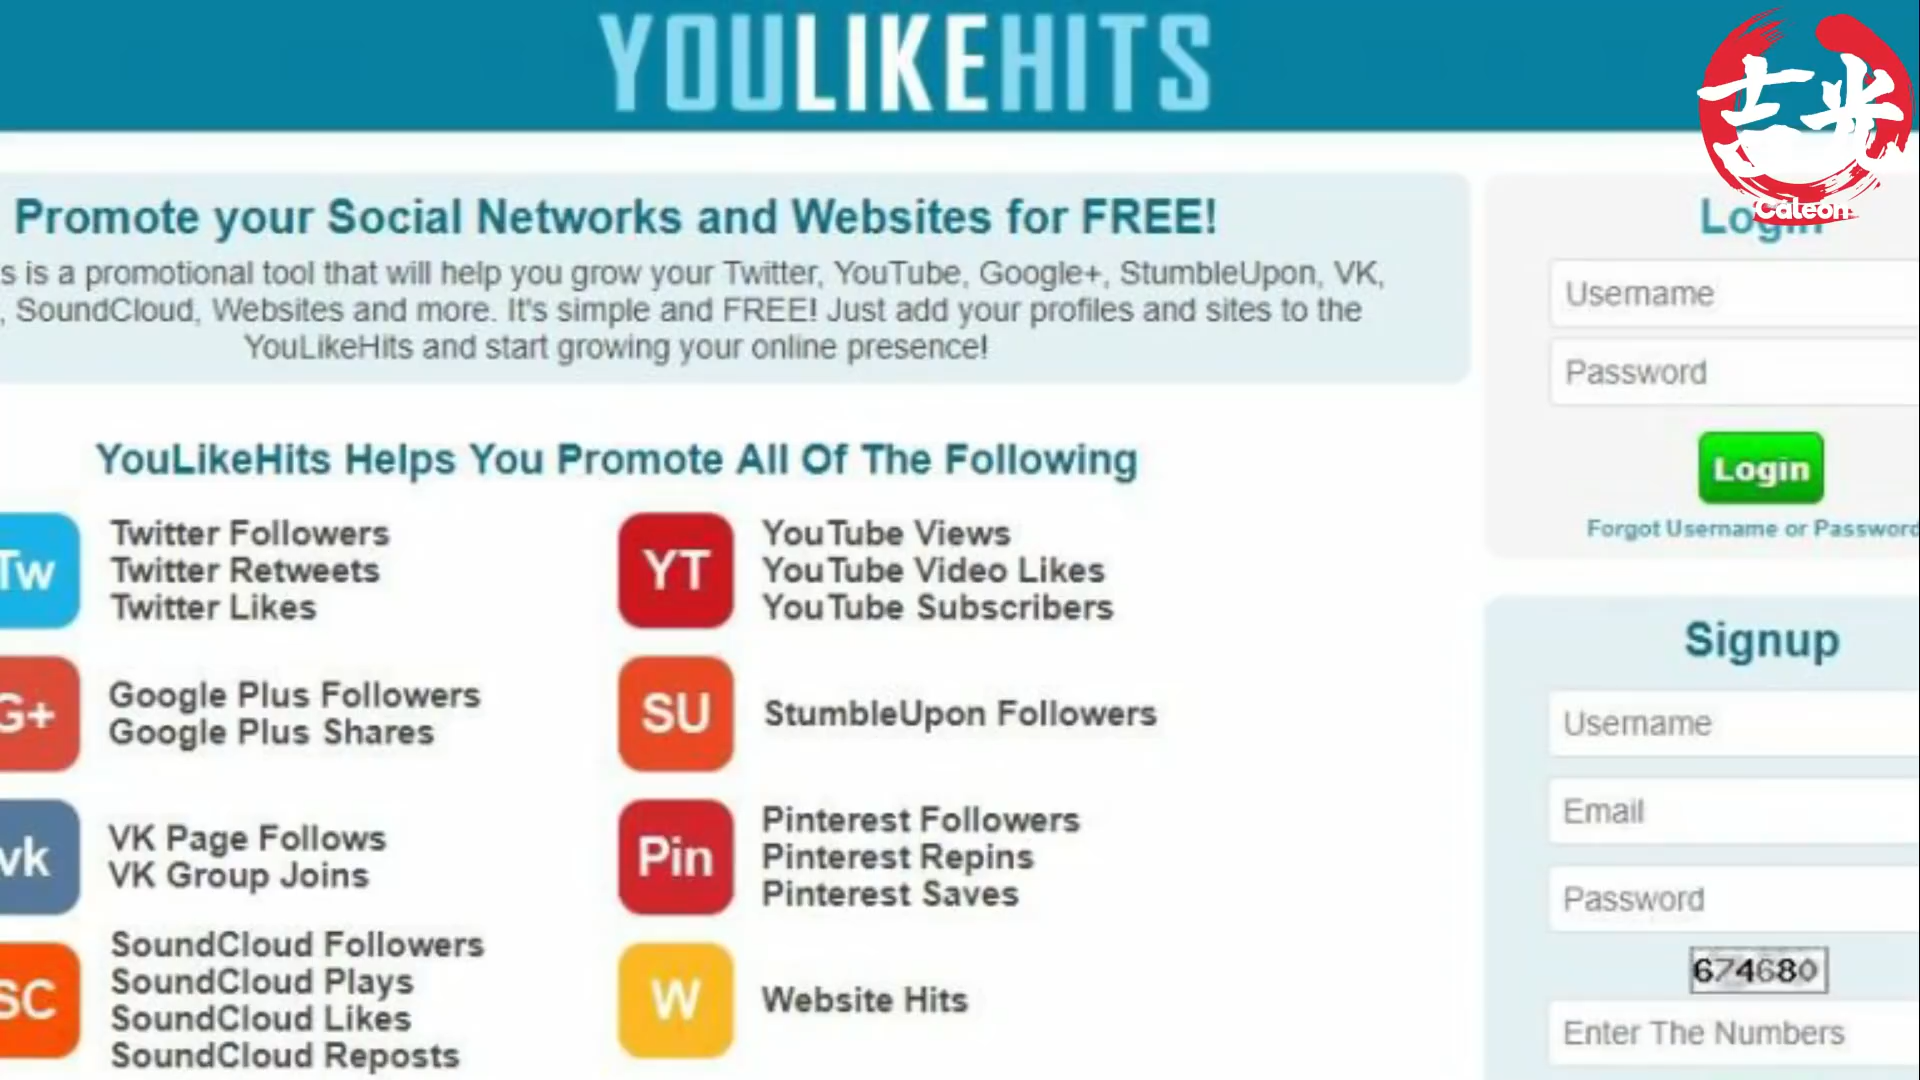 YOULIKEHITS
Promote your Social Networks and Websites for FREE!
s is a promotional tool that will help you grow your Twitter, YouTube, Google+, StumbleUpon, VK,
, SoundCloud, Websites and more. It's simple and FREE! Just add your profiles and sites to the
YouLikeHits and start growing your online presence!
YouLikeHits Helps You Promote All Of The Following
Tw
Twitter Followers
Twitter Retweets
Twitter Likes
YT
YouTube Views
YouTube Video Likes
YouTube Subscribers
G+
Google Plus Followers
Google Plus Shares
SU
StumbleUpon Followers
vk
VK Page Follows
VK Group Joins
Pin
Pinterest Followers
Pinterest Repins
Pinterest Saves
SC
SoundCloud Followers
SoundCloud Plays
SoundCloud Likes
SoundCloud Reposts
W
Website Hits
Caleon
Login
Username
Password
Login
Forgot Username or Password
Signup
Username
Email
Password
674680
Enter The Numbers